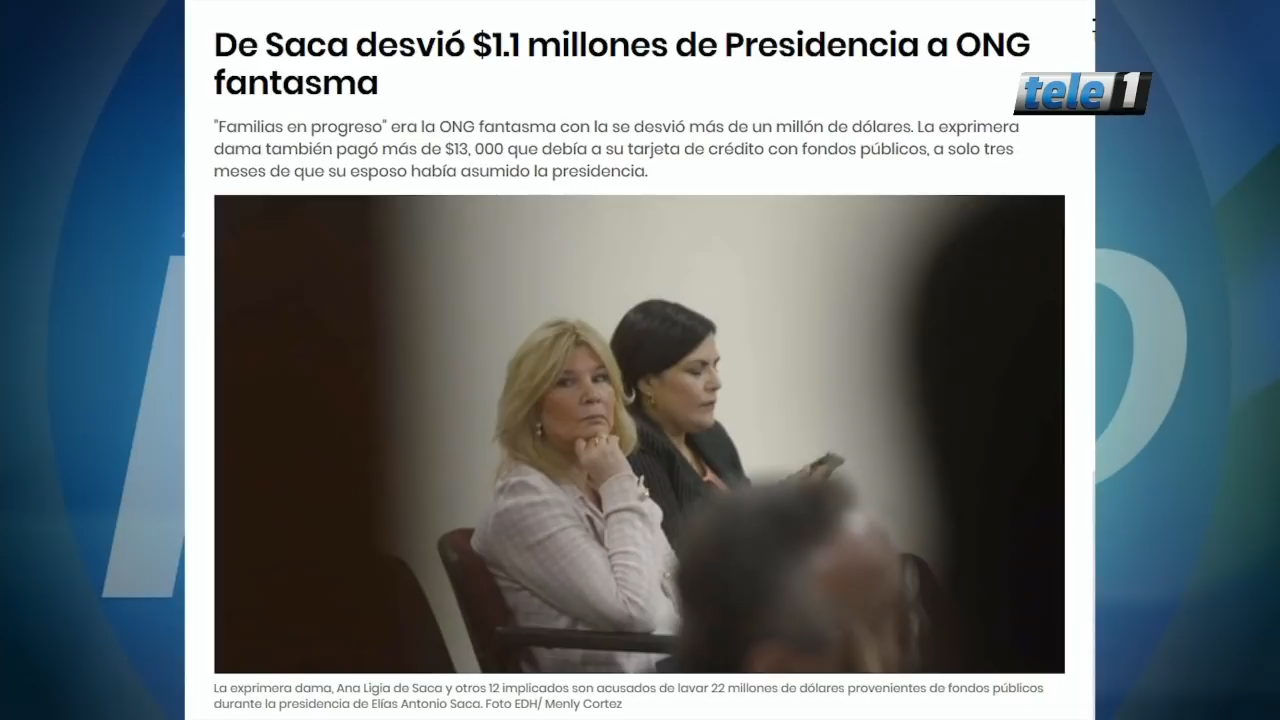 De Saca desvió $1.1 millones de Presidencia a ONG
fantasma
tele1
"Familias en progreso" era la ONG fantasma con la se desvió más de un millón de dólares. La exprimera
dama también pagó más de $13, 000 que debía a su tarjeta de crédito con fondos públicos, a solo tres
meses de que su esposo había asumido la presidencia.
La exprimera dama, Ana Ligia de Saca y otros 12 implicados son acusados de lavar 22 millones de dólares provenientes de fondos públicos
durante la presidencia de Elías Antonio Saca. Foto EDH/ Menly Cortez